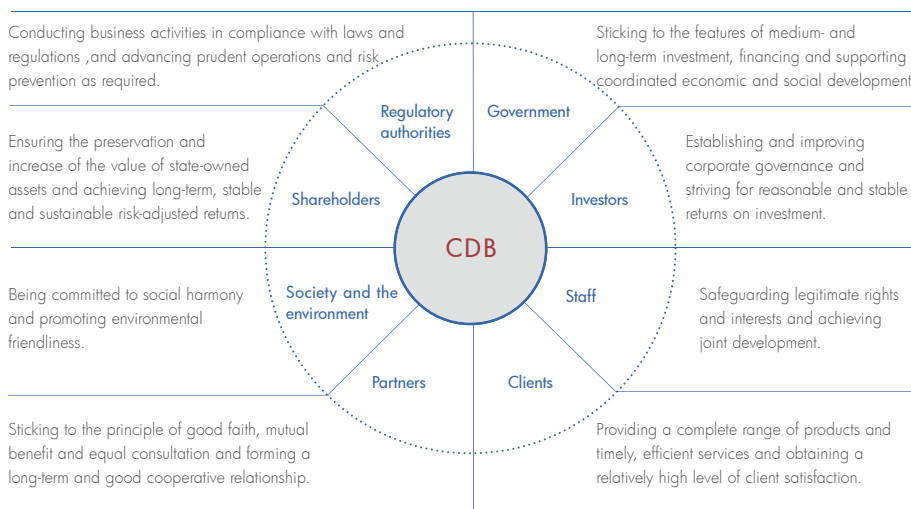 Conducting business activities in compliance with laws and
regulations ,and advancing prudent operations and risk
prevention as required.
Sticking to the features of medium- and
long-term investment, financing and supporting
coordinated economic and social development
Regulatory
authorities
Government
Ensuring the preservation and
increase of the value of state-owned
assets and achieving long-term, stable
and sustainable risk-adjusted returns.
Shareholders
Investors
Establishing and improving
corporate governance and
striving for reasonable and stable
returns on investment.
CDB
Being committed to social harmony
and promoting environmental
friendliness.
Society and the
environment
Staff
Safeguarding legitimate rights
and interests and achieving
joint development.
Partners
Clients
Sticking to the principle of good faith, mutual
benefit and equal consultation and forming a
long-term and good cooperative relationship.
Providing a complete range of products and
timely, efficient services and obtaining a
relatively high level of client satisfaction.